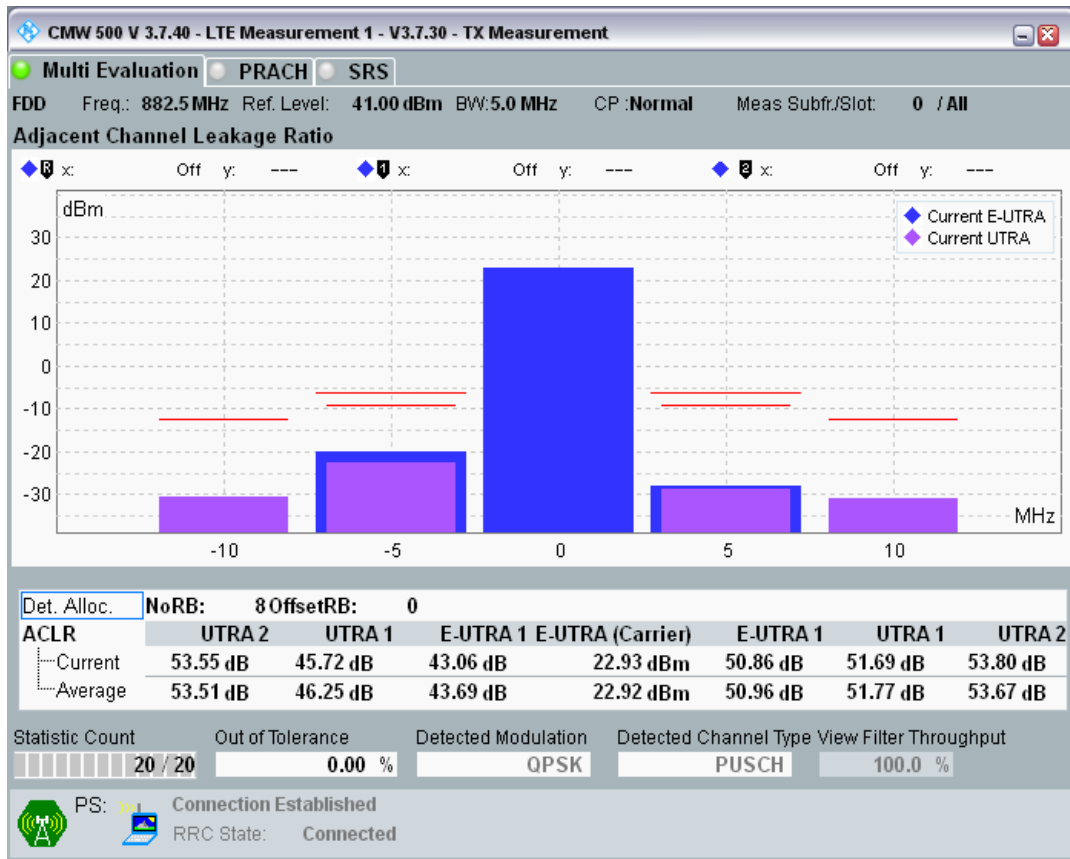 CMW 500 V 3.7.40 - LTE Measurement 1 - V3.7.30 - TX Measurement
Multi Evaluation PRACH SRS
FDD Freq.: 882.5 MHz Ref. Level: 41.00 dBm BW: 5.0 MHz CP :Normal Meas Subfr./Slot: 0 / All
Adjacent Channel Leakage Ratio
R x: Off y: --- 1 x: Off y: --- 2 x: Off y: ---
dBm
Current E-UTRA
Current UTRA
30
20
10
0
-10
-20
-30
MHz
-10 -5 0 5 10
Det. Alloc. NoRB: 8 OffsetRB: 0
ACLR UTRA 2 UTRA 1 E-UTRA 1 E-UTRA (Carrier) E-UTRA 1 UTRA 1 UTRA 2
Current 53.55 dB 45.72 dB 43.06 dB 22.93 dBm 50.86 dB 51.69 dB 53.80 dB
Average 53.51 dB 46.25 dB 43.69 dB 22.92 dBm 50.96 dB 51.77 dB 53.67 dB
Statistic Count Out of Tolerance Detected Modulation Detected Channel Type View Filter Throughput
20 / 20 0.00 % QPSK PUSCH 100.0 %
PS: Connection Established
RRC State: Connected